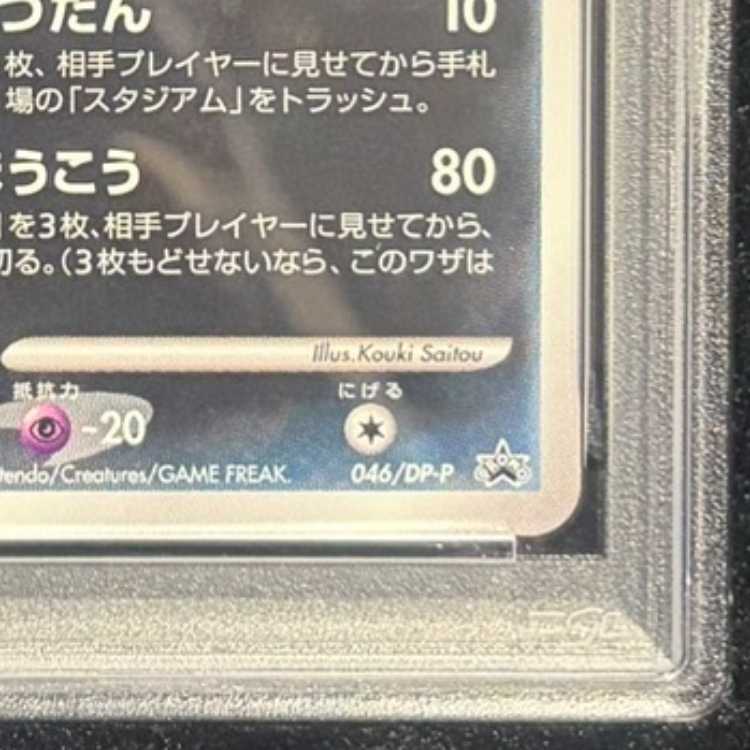 つだん 10
枚、相手プレイヤーに見せてから手札
場の「スタジアム」をトラッシュ。
うこう 80
を3枚、相手プレイヤーに見せてから、
切る。(3枚もどせないなら、このワザは
Illus.Kouki Saitou
抵抗力 にげる
-20
ntendo/Creatures/GAME FREAK. 046/DP-P